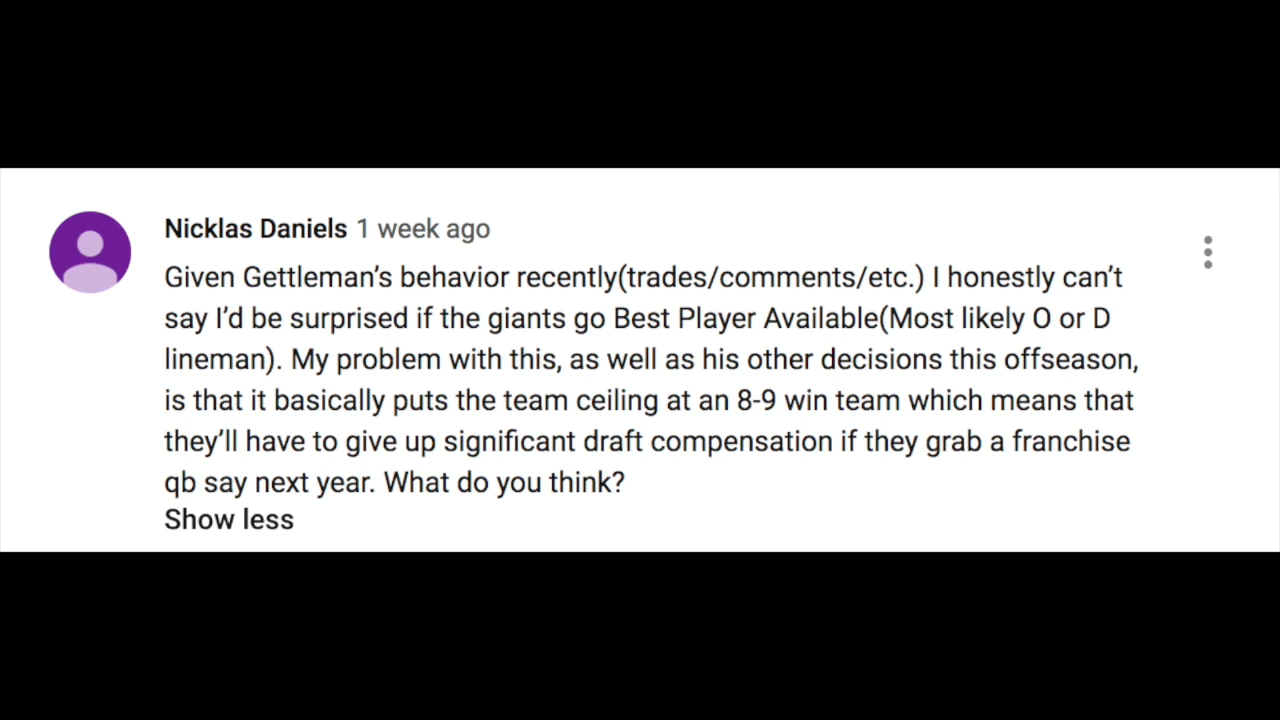 Nicklas Daniels 1 week ago
Given Gettleman’s behavior recently(trades/comments/etc.) I honestly can’t
say I’d be surprised if the giants go Best Player Available(Most likely O or D
lineman). My problem with this, as well as his other decisions this offseason,
is that it basically puts the team ceiling at an 8-9 win team which means that
they’ll have to give up significant draft compensation if they grab a franchise
qb say next year. What do you think?
Show less